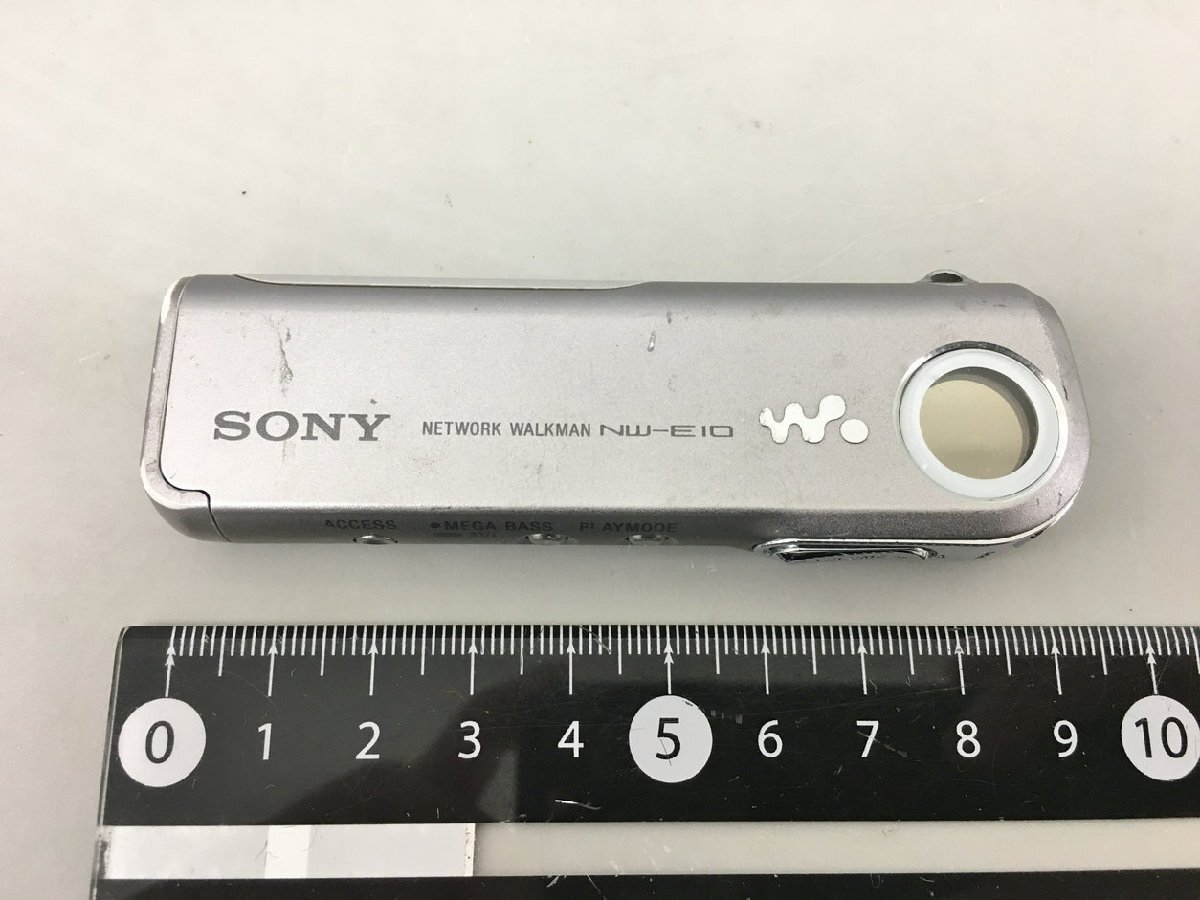 SONY NETWORK WALKMAN NW-E10
ACCESS •MEGA BASS PLAYMODE
AVL
0 1 2 3 4 5 6 7 8 9 10